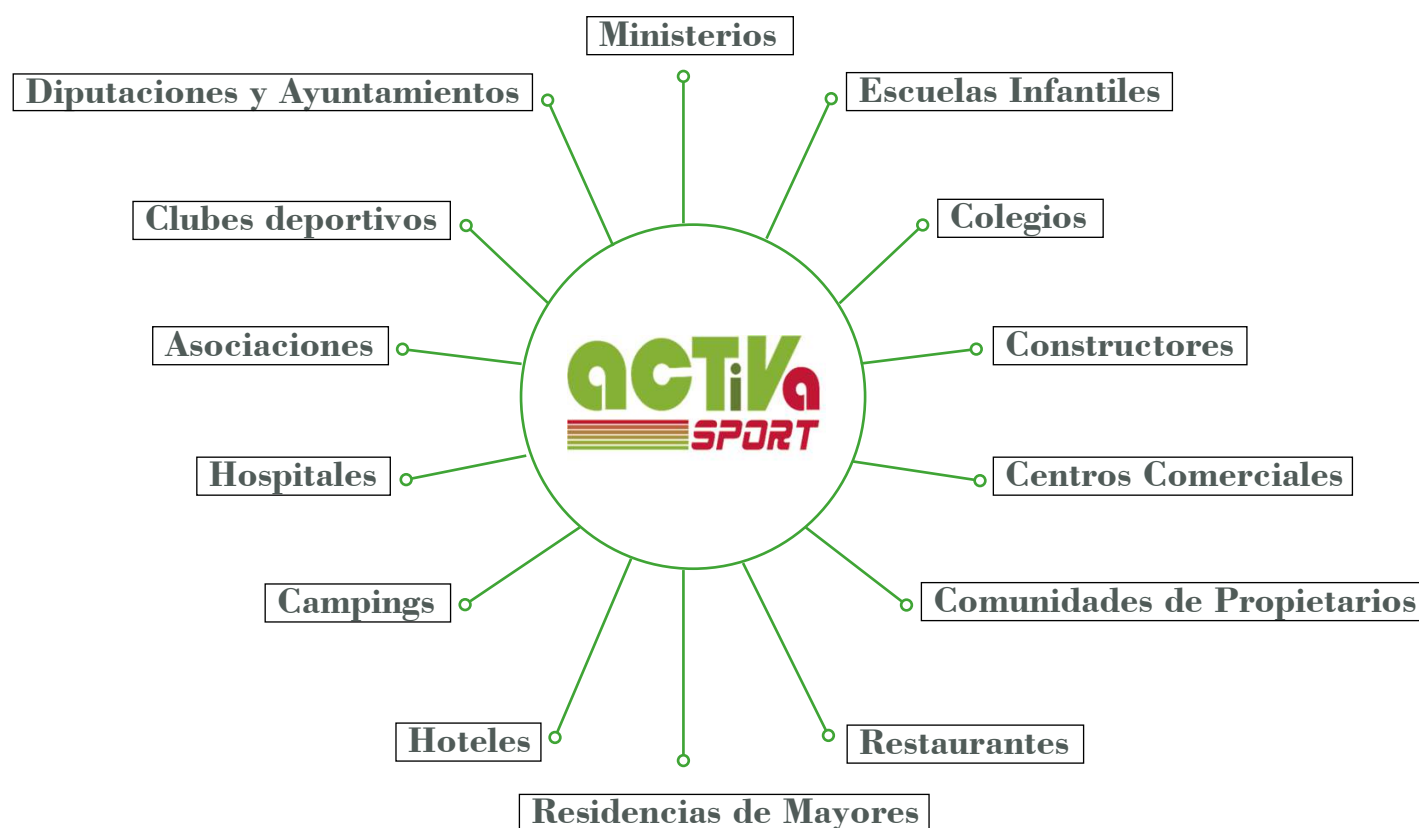 Ministerios
Diputaciones y Ayuntamientos
Escuelas Infantiles
Clubes deportivos
Colegios
Asociaciones
Constructores
aCTiVa
SPORT
Hospitales
Centros Comerciales
Campings
Comunidades de Propietarios
Hoteles
Restaurantes
Residencias de Mayores